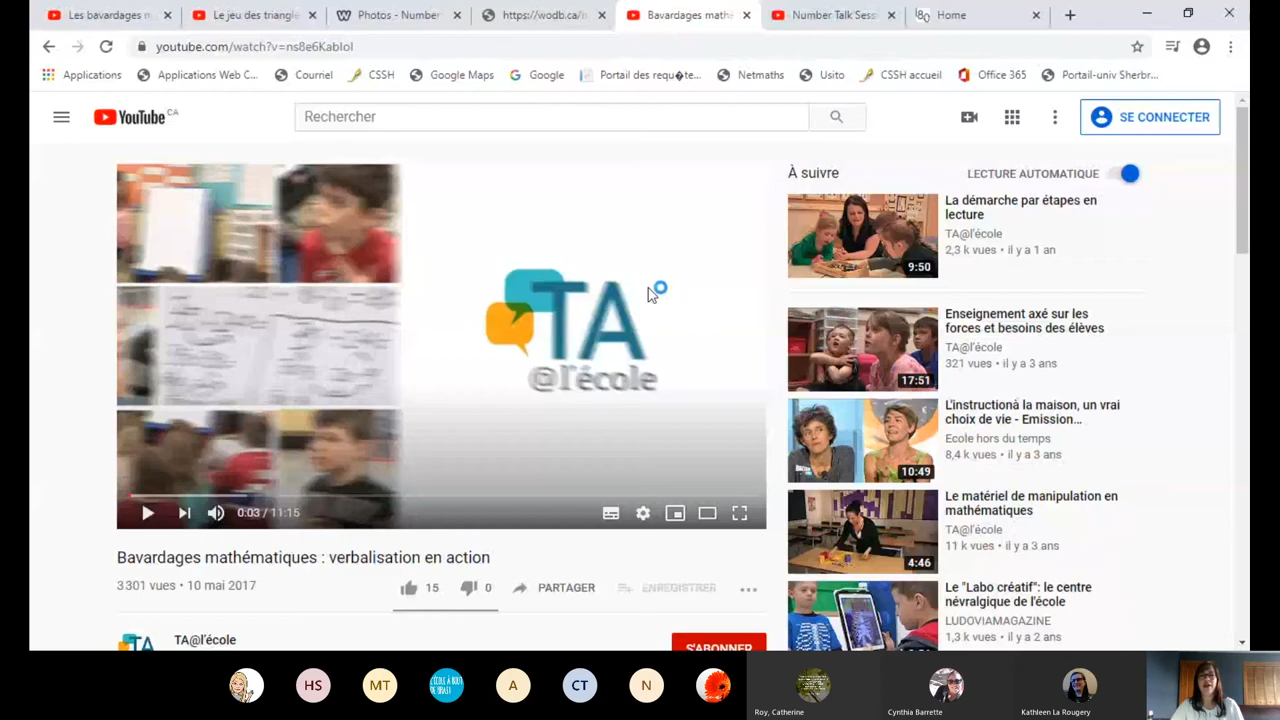 Les bavardages m
Le jeu des triangle
Photos - Number
https://wodb.ca/n
Bavardages mathe
Number Talk Sess
Home
youtube.com/watch?v=ns8e6KabIoI
Applications
Applications Web C...
Courriel
CSSH
Google Maps
Google
Portail des requ�te...
Netmaths
Usito
CSSH accueil
Office 365
Portail-univ Sherbr...
YouTube CA
Rechercher
SE CONNECTER
TA
@l'école
0:03 / 11:15
Bavardages mathématiques : verbalisation en action
3 301 vues • 10 mai 2017
15
0
PARTAGER
ENREGISTRER
TA@l'école
S'ABONNER
À suivre
LECTURE AUTOMATIQUE
La démarche par étapes en
lecture
TA@l'école
2,3 k vues • il y a 1 an
9:50
Enseignement axé sur les
forces et besoins des élèves
TA@l'école
321 vues • il y a 3 ans
17:51
L'instructionà la maison, un vrai
choix de vie - Emission...
Ecole hors du temps
8,4 k vues • il y a 3 ans
10:49
Le matériel de manipulation en
mathématiques
TA@l'école
11 k vues • il y a 3 ans
4:46
Le "Labo créatif": le centre
névralgique de l'école
LUDOVIAMAGAZINE
1,3 k vues • il y a 2 ans
HS
MT
A
CT
N
Roy, Catherine
Cynthia Barrette
Kathleen La Rougery